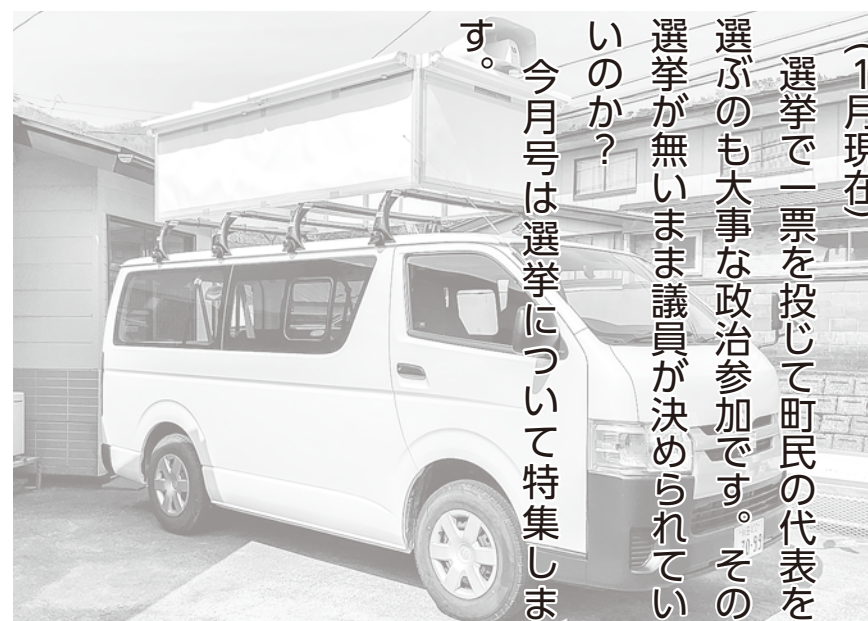 （1月現在）
選挙で一票を投じて町民の代表を
選ぶのも大事な政治参加です。その
選挙が無いまま議員が決められてい
いのか？
今月号は選挙について特集しま
す。